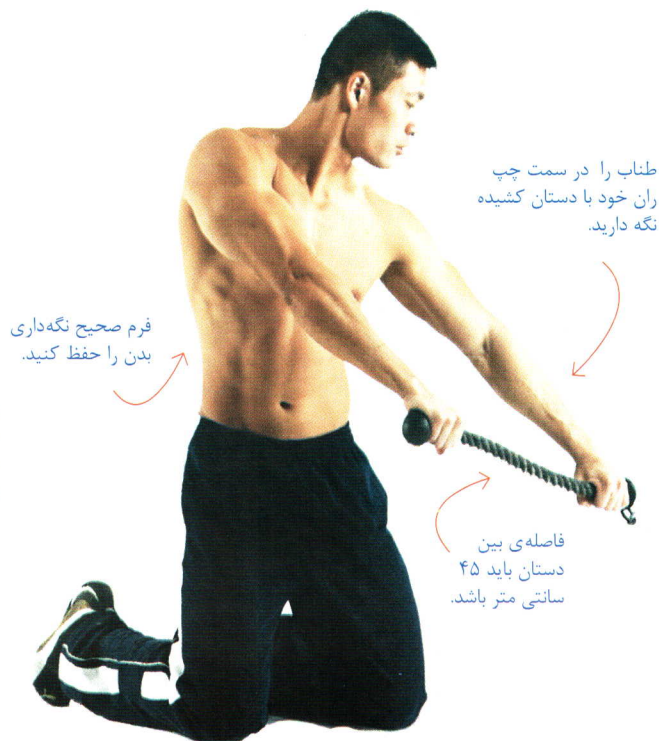 طناب را در سمت چپ
ران خود با دستان کشیده
نگه دارید.
فرم صحیح نگه‌داری
بدن را حفظ کنید.
فاصله‌ی بین
دستان باید ۴۵
سانتی متر باشد.